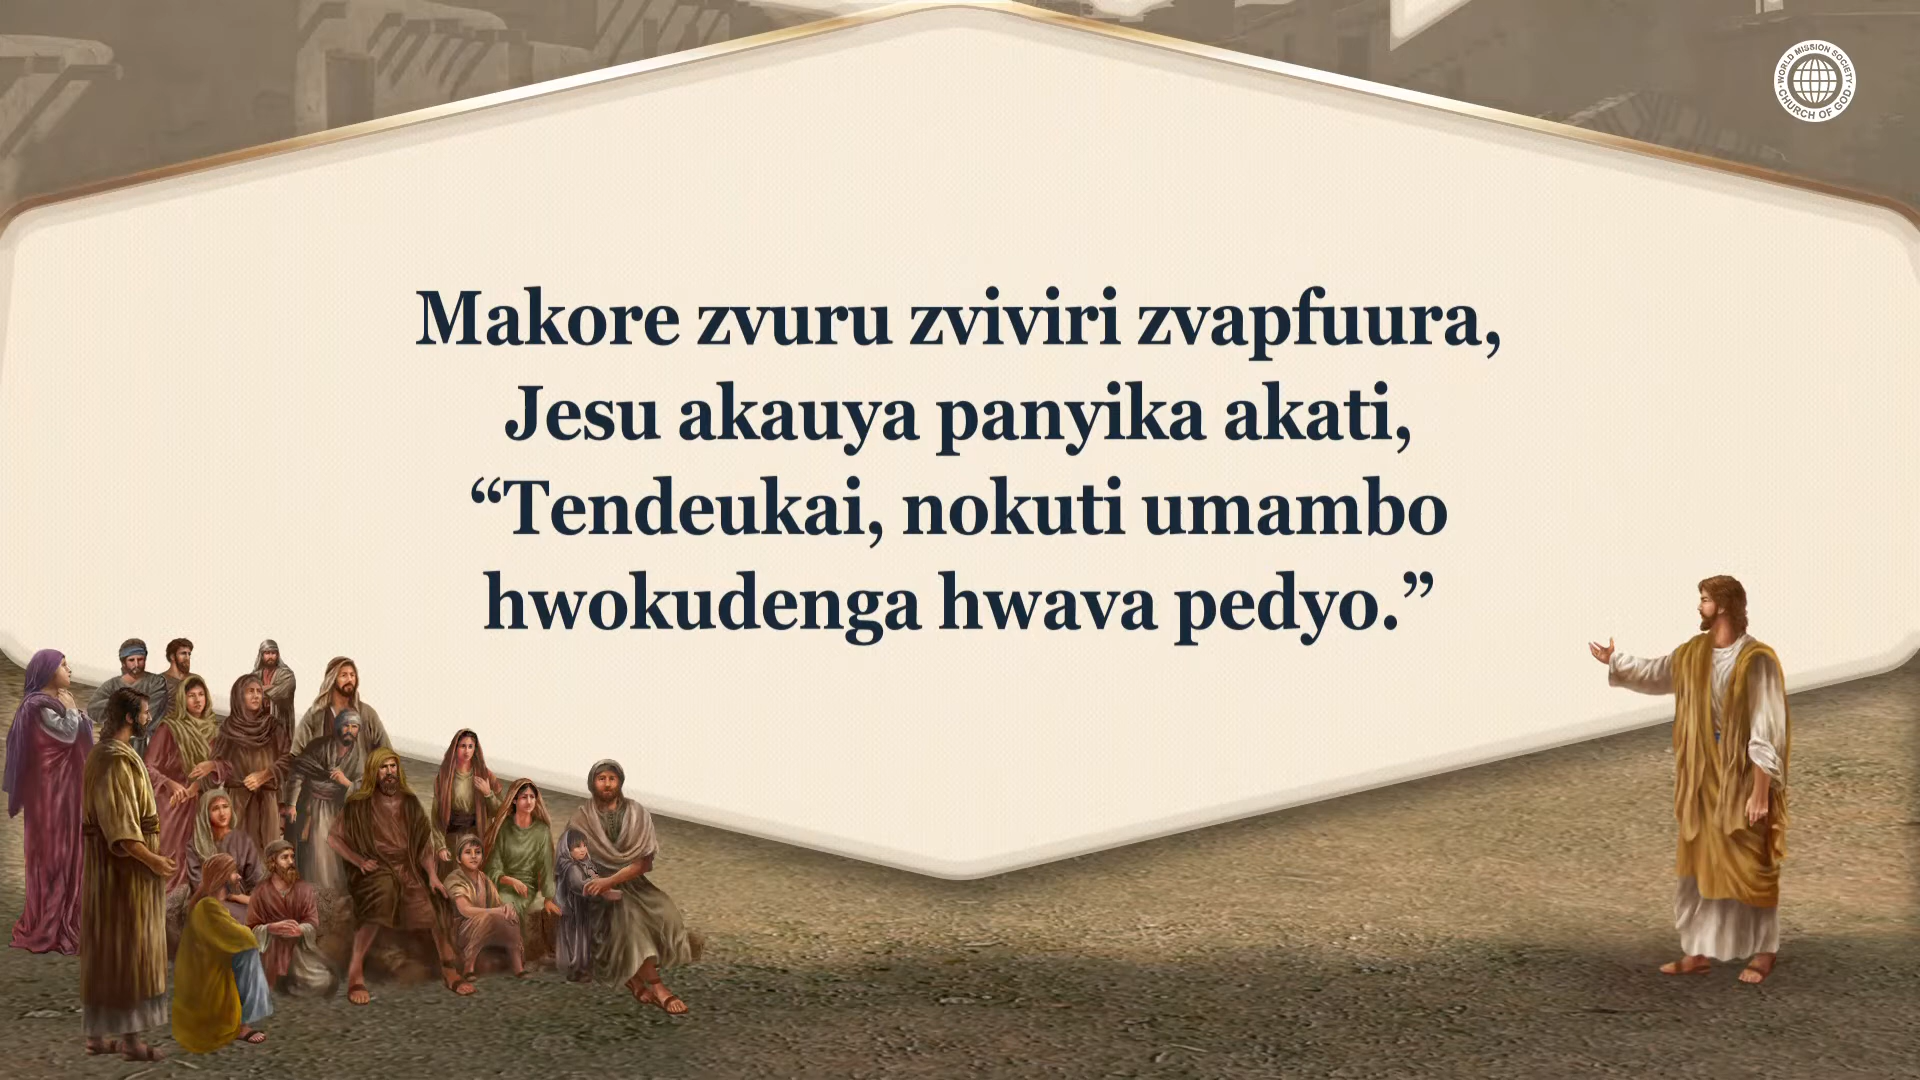 WORLD MISSION SOCIETY
CHURCH OF GOD
Makore zvuru zviviri zvapfuura,
Jesu akauya panyika akati,
“Tendeukai, nokuti umambo
hwokudenga hwava pedyo.”